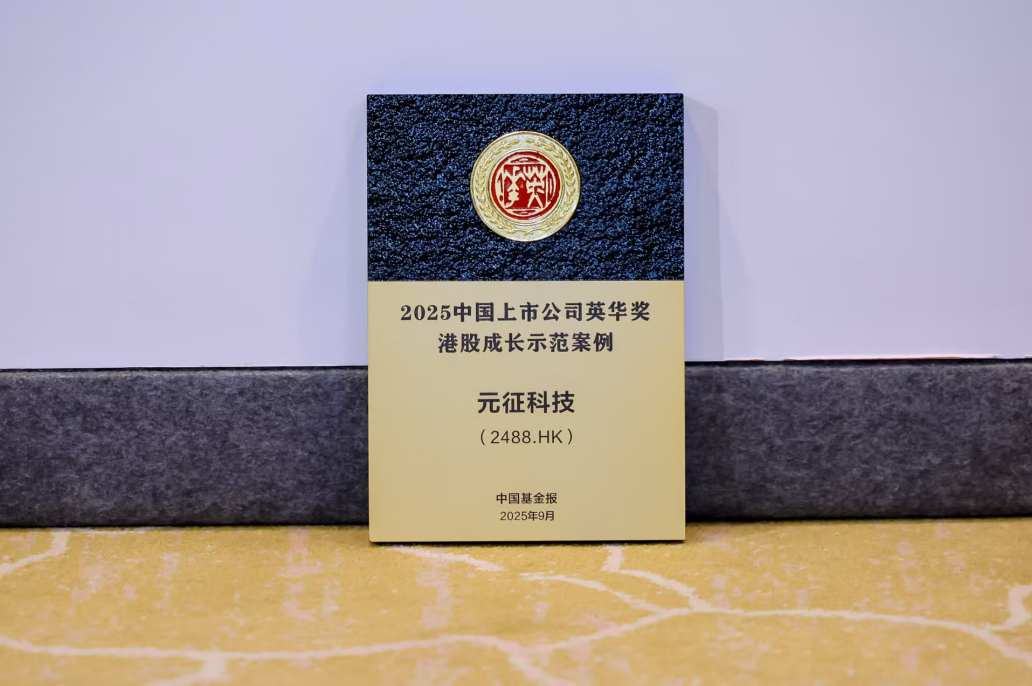 英华
2025中国上市公司英华奖
港股成长示范案例
元征科技
（2488.HK）
中国基金报
2025年9月